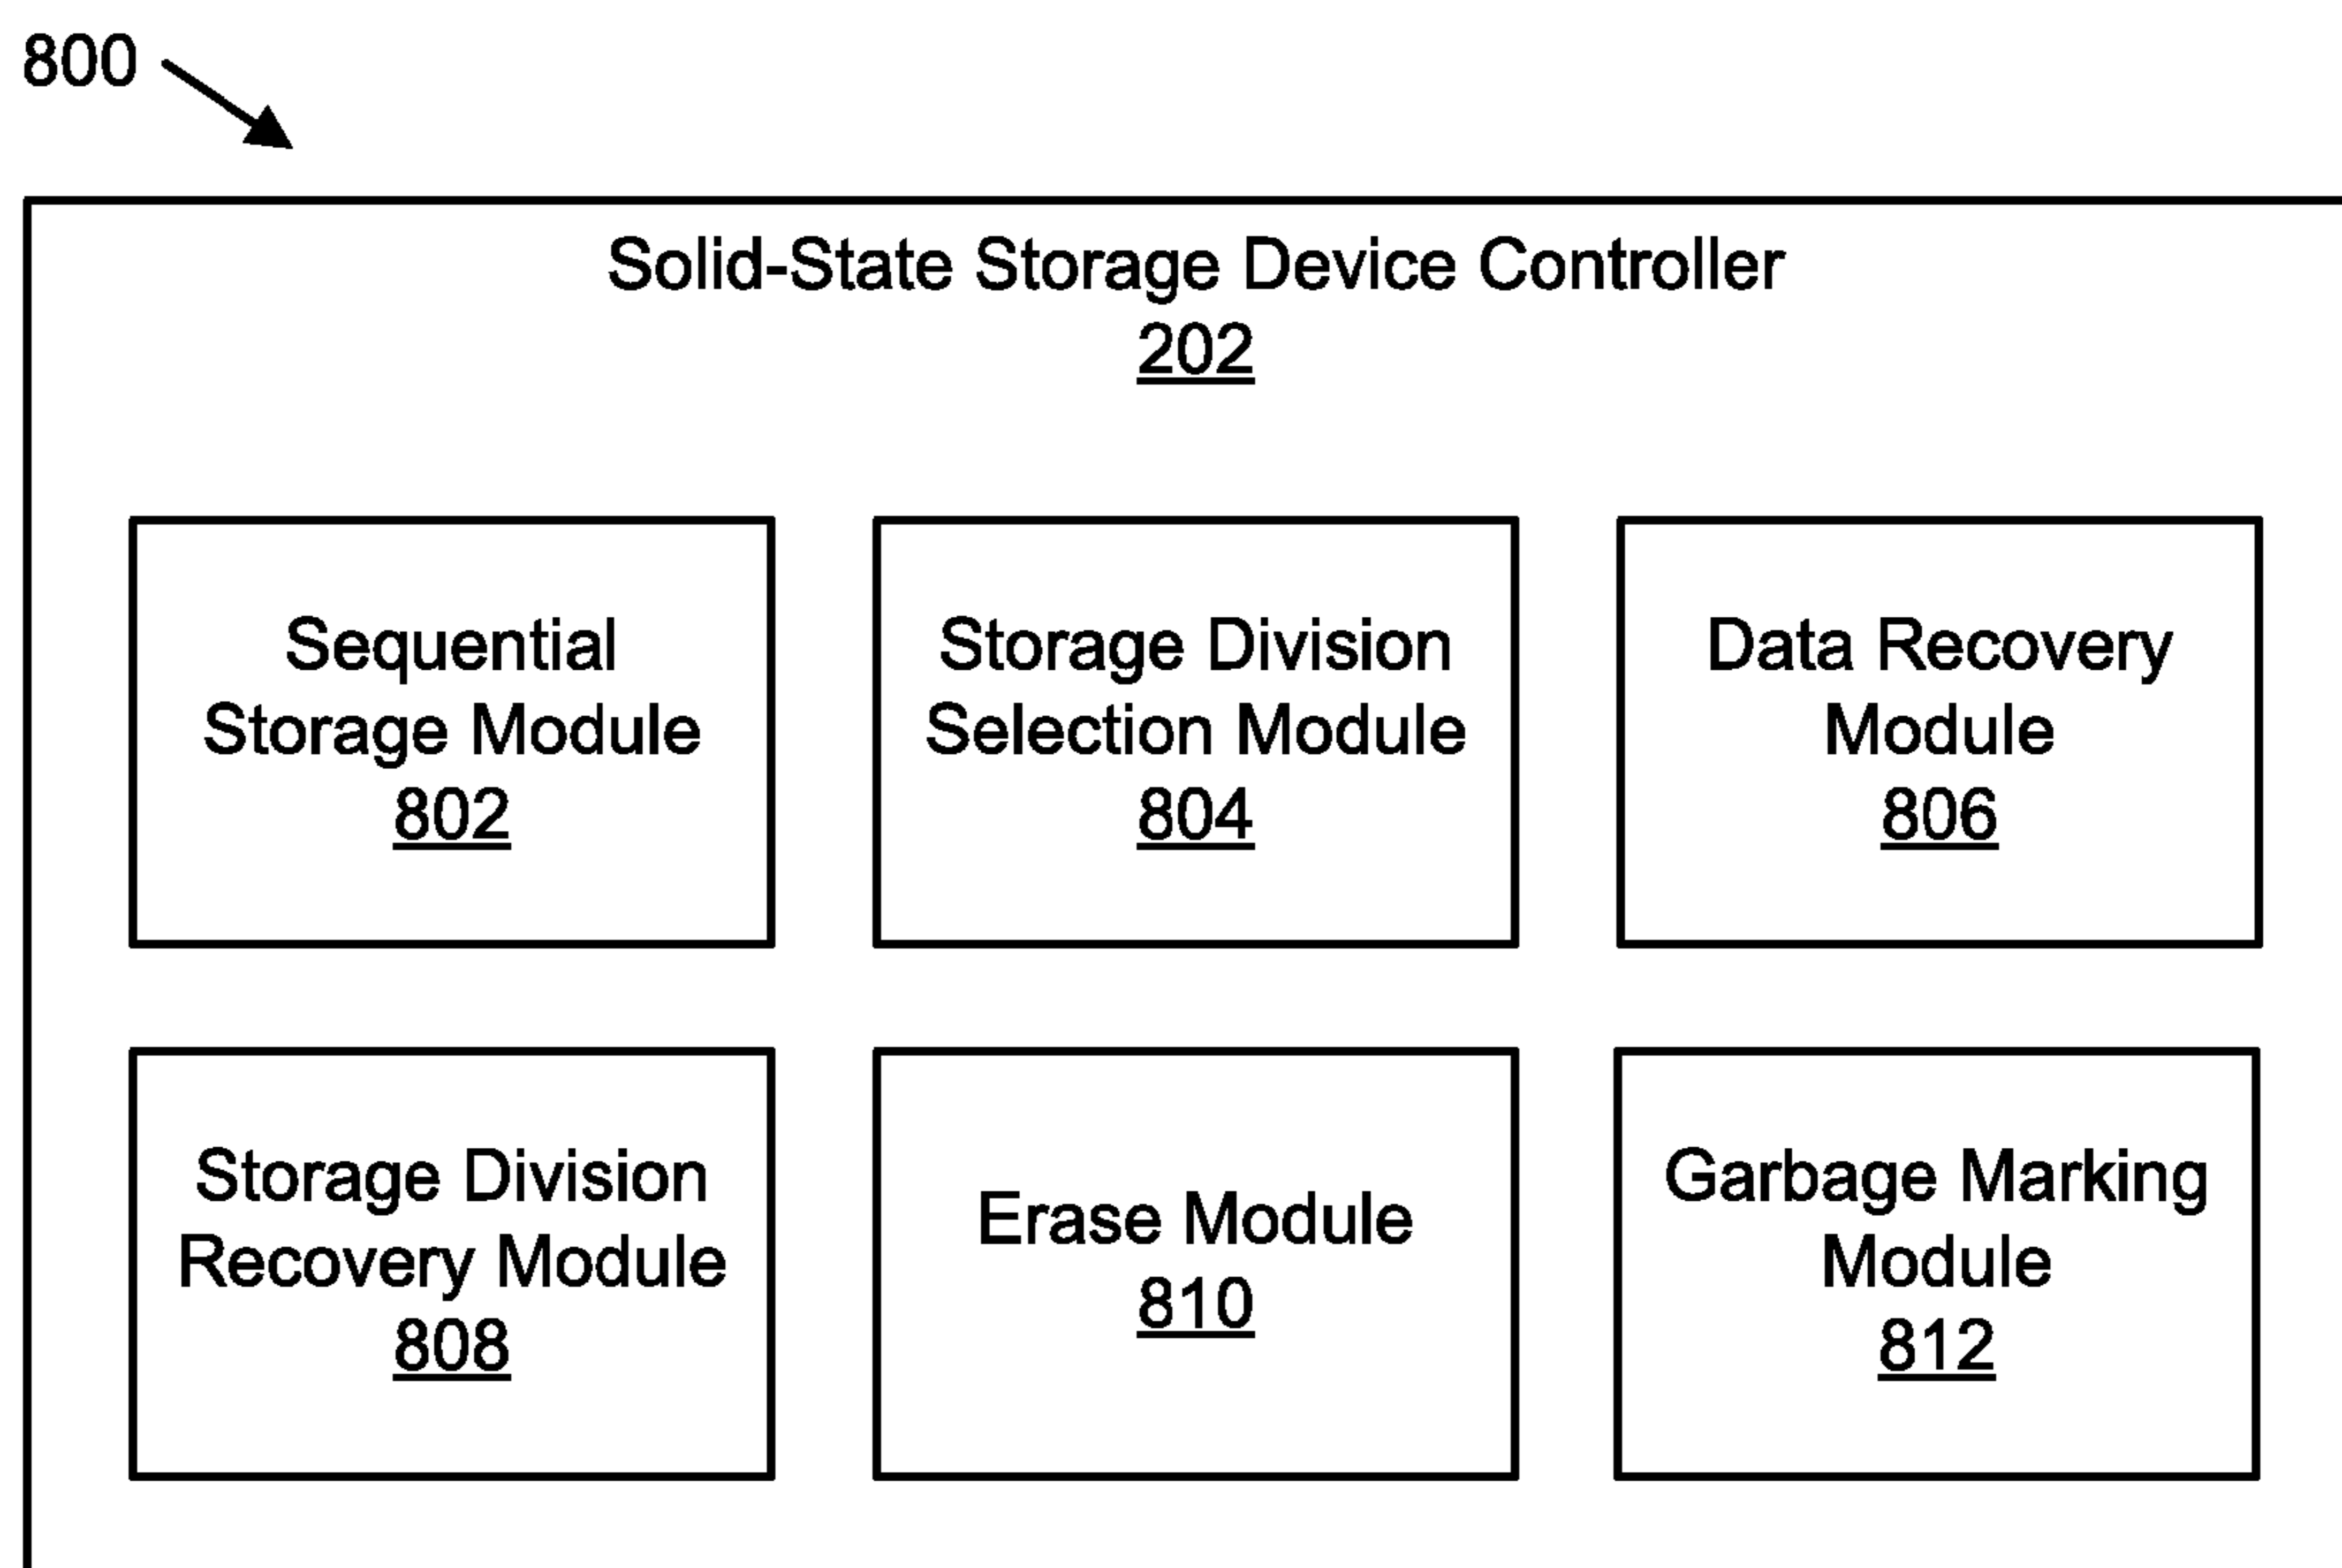 800
Solid-State Storage Device Controller
202
Sequential
Storage Module
802
Storage Division
Selection Module
804
Data Recovery
Module
806
Storage Division
Recovery Module
808
Erase Module
810
Garbage Marking
Module
812